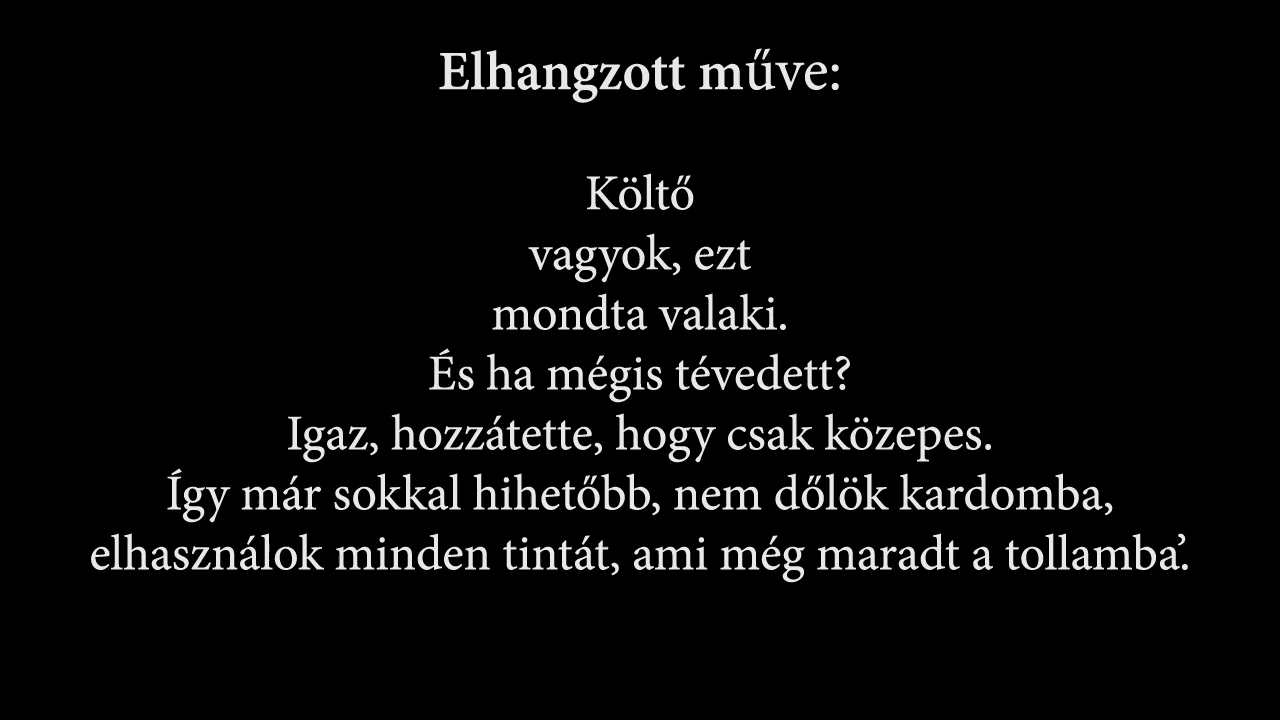 Elhangzott műve:
Költő
vagyok, ezt
mondta valaki.
És ha mégis tévedett?
Igaz, hozzátette, hogy csak közepes.
Így már sokkal hihetőbb, nem dőlök kardomba,
elhasználok minden tintát, ami még maradt a tollamba’.